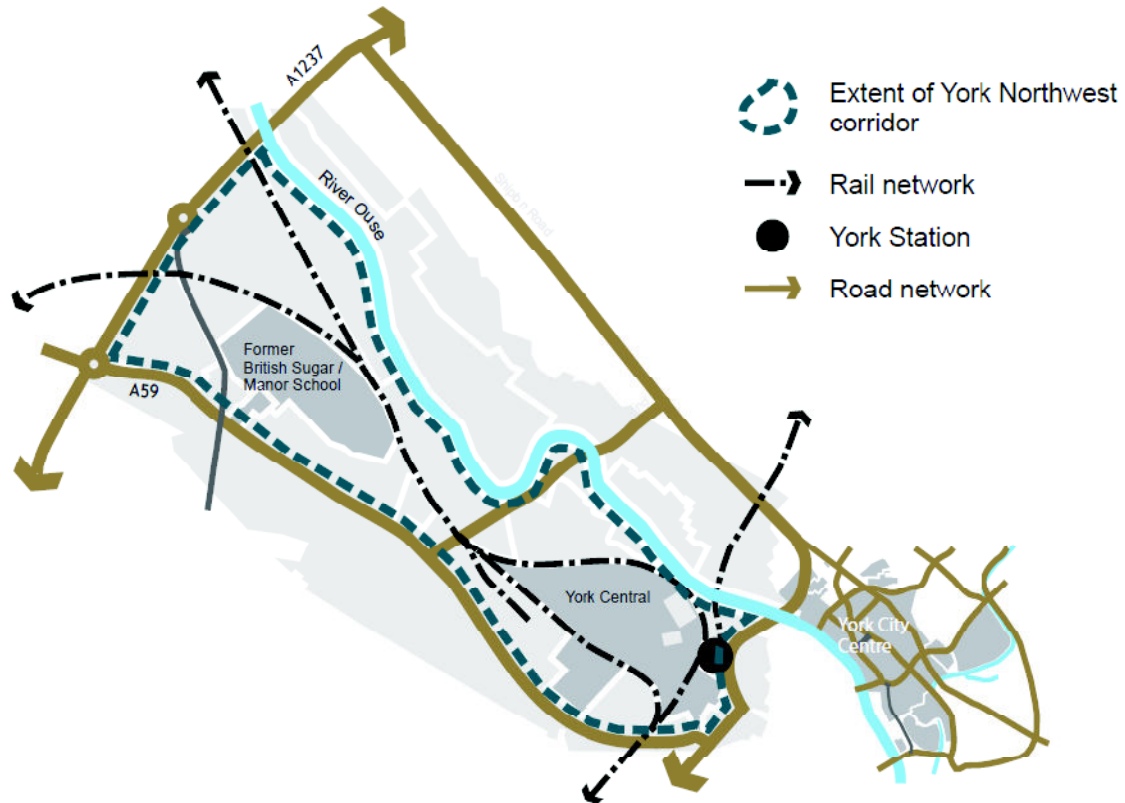 A1237
River Ouse
Former
British Sugar /
Manor School
A59
York Central
York City
Centre
Extent of York Northwest
corridor
Rail network
York Station
Road network